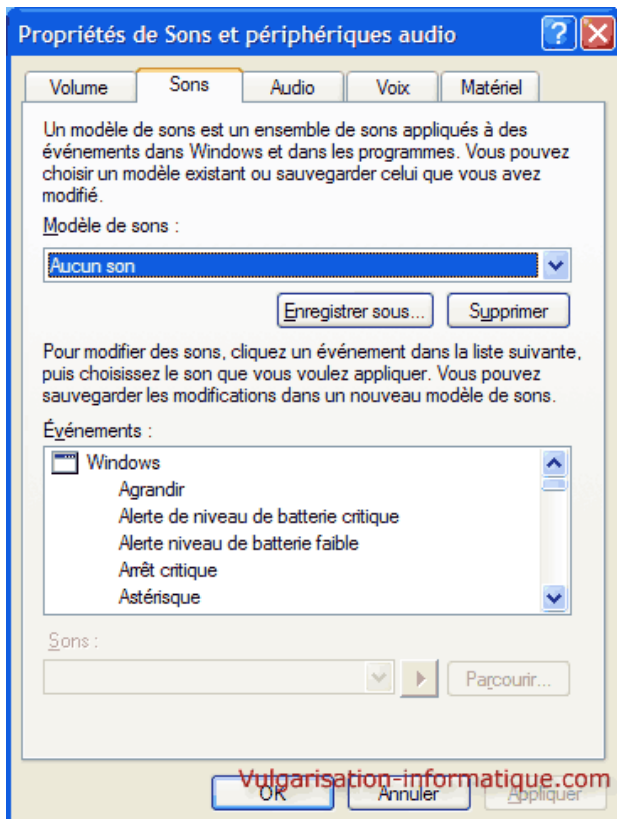 Propriétés de Sons et périphériques audio
Volume Sons Audio Voix Matériel
Un modèle de sons est un ensemble de sons appliqués à des
événements dans Windows et dans les programmes. Vous pouvez
choisir un modèle existant ou sauvegarder celui que vous avez
modifié.
Modèle de sons :
Aucun son
Enregistrer sous... Supprimer
Pour modifier des sons, cliquez un événement dans la liste suivante,
puis choisissez le son que vous voulez appliquer. Vous pouvez
sauvegarder les modifications dans un nouveau modèle de sons.
Événements :
Windows
Agrandir
Alerte de niveau de batterie critique
Alerte niveau de batterie faible
Arrêt critique
Astérisque
Sons :
Parcourir...
Vulgarisation-informatique.com
OK Annuler Appliquer